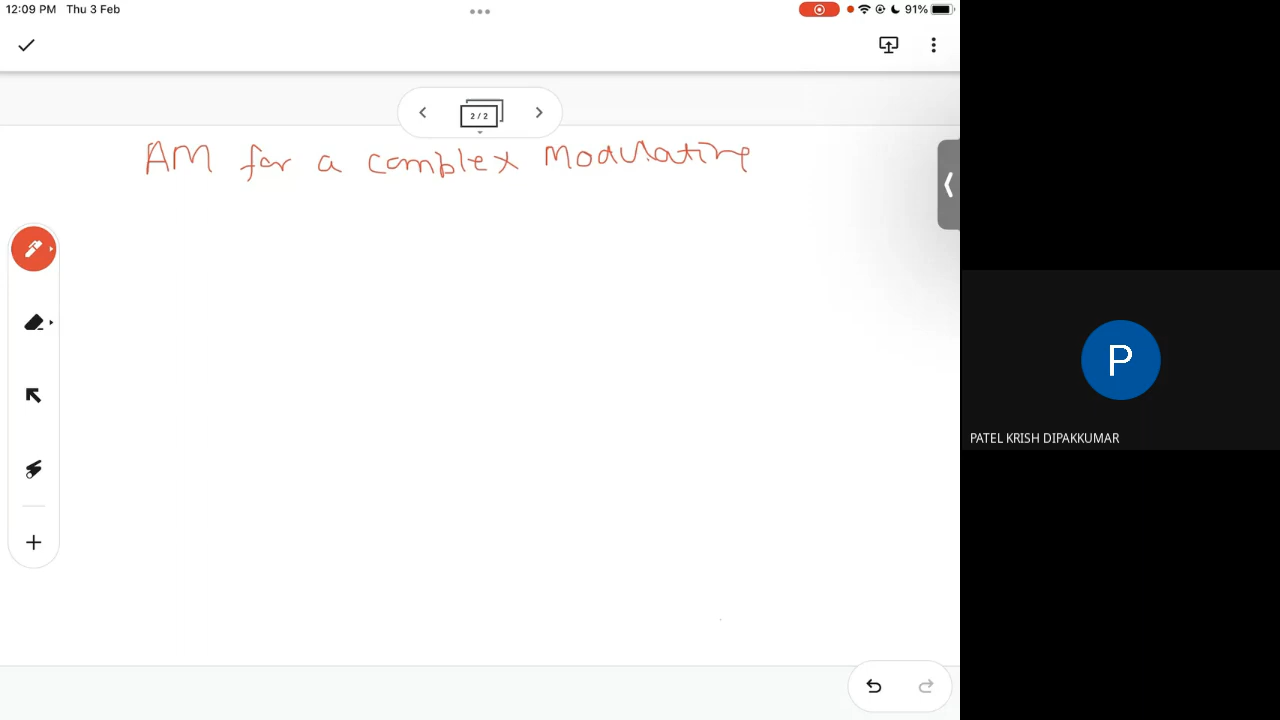 12:09 PM Thu 3 Feb
91%
2 / 2
AM for a complex Modulating
P
PATEL KRISH DIPAKKUMAR